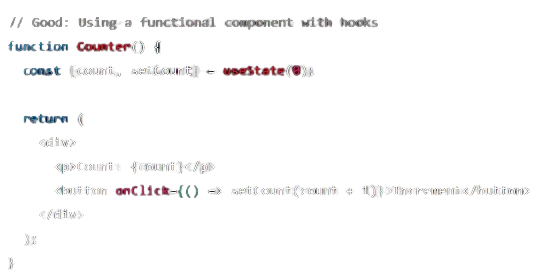 // Good: Using a functional component with hooks
function Counter() {
const [count, setCount] = useState(0);
return (
<div>
<p>Count: {count}</p>
<button onClick={() => setCount(count + 1)}>Increment</button>
</div>
);
}